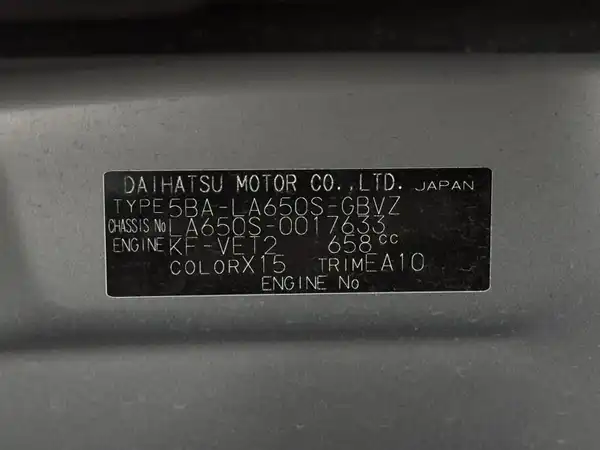 DAIHATSU MOTOR CO.,LTD. JAPAN
TYPE 5BA-LA650S-GBVZ
CHASSIS No LA650S-0017633
ENGINE KF-VET2 658cc
COLOR X15 TRIM EA10
ENGINE No